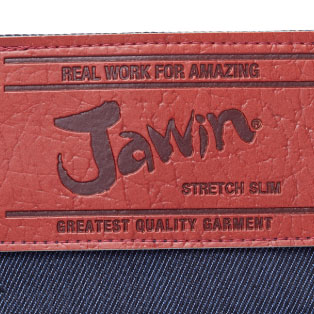 REAL WORK FOR AMAZING
Jawin®
STRETCH SLIM
GREATEST QUALITY GARMENT